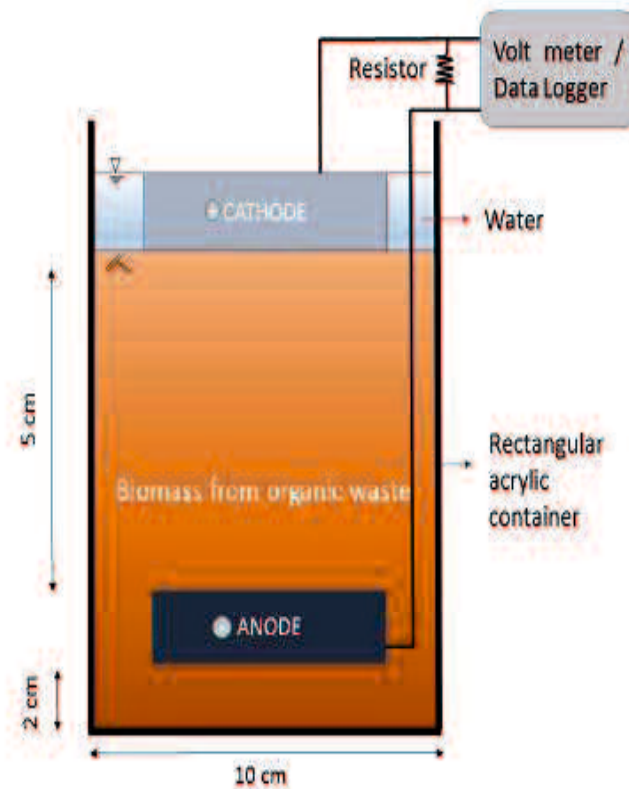 Resistor
Volt meter /
Data Logger
CATHODE
Water
5 cm
Biomass from organic waste
Rectangular
acrylic
container
ANODE
2 cm
10 cm